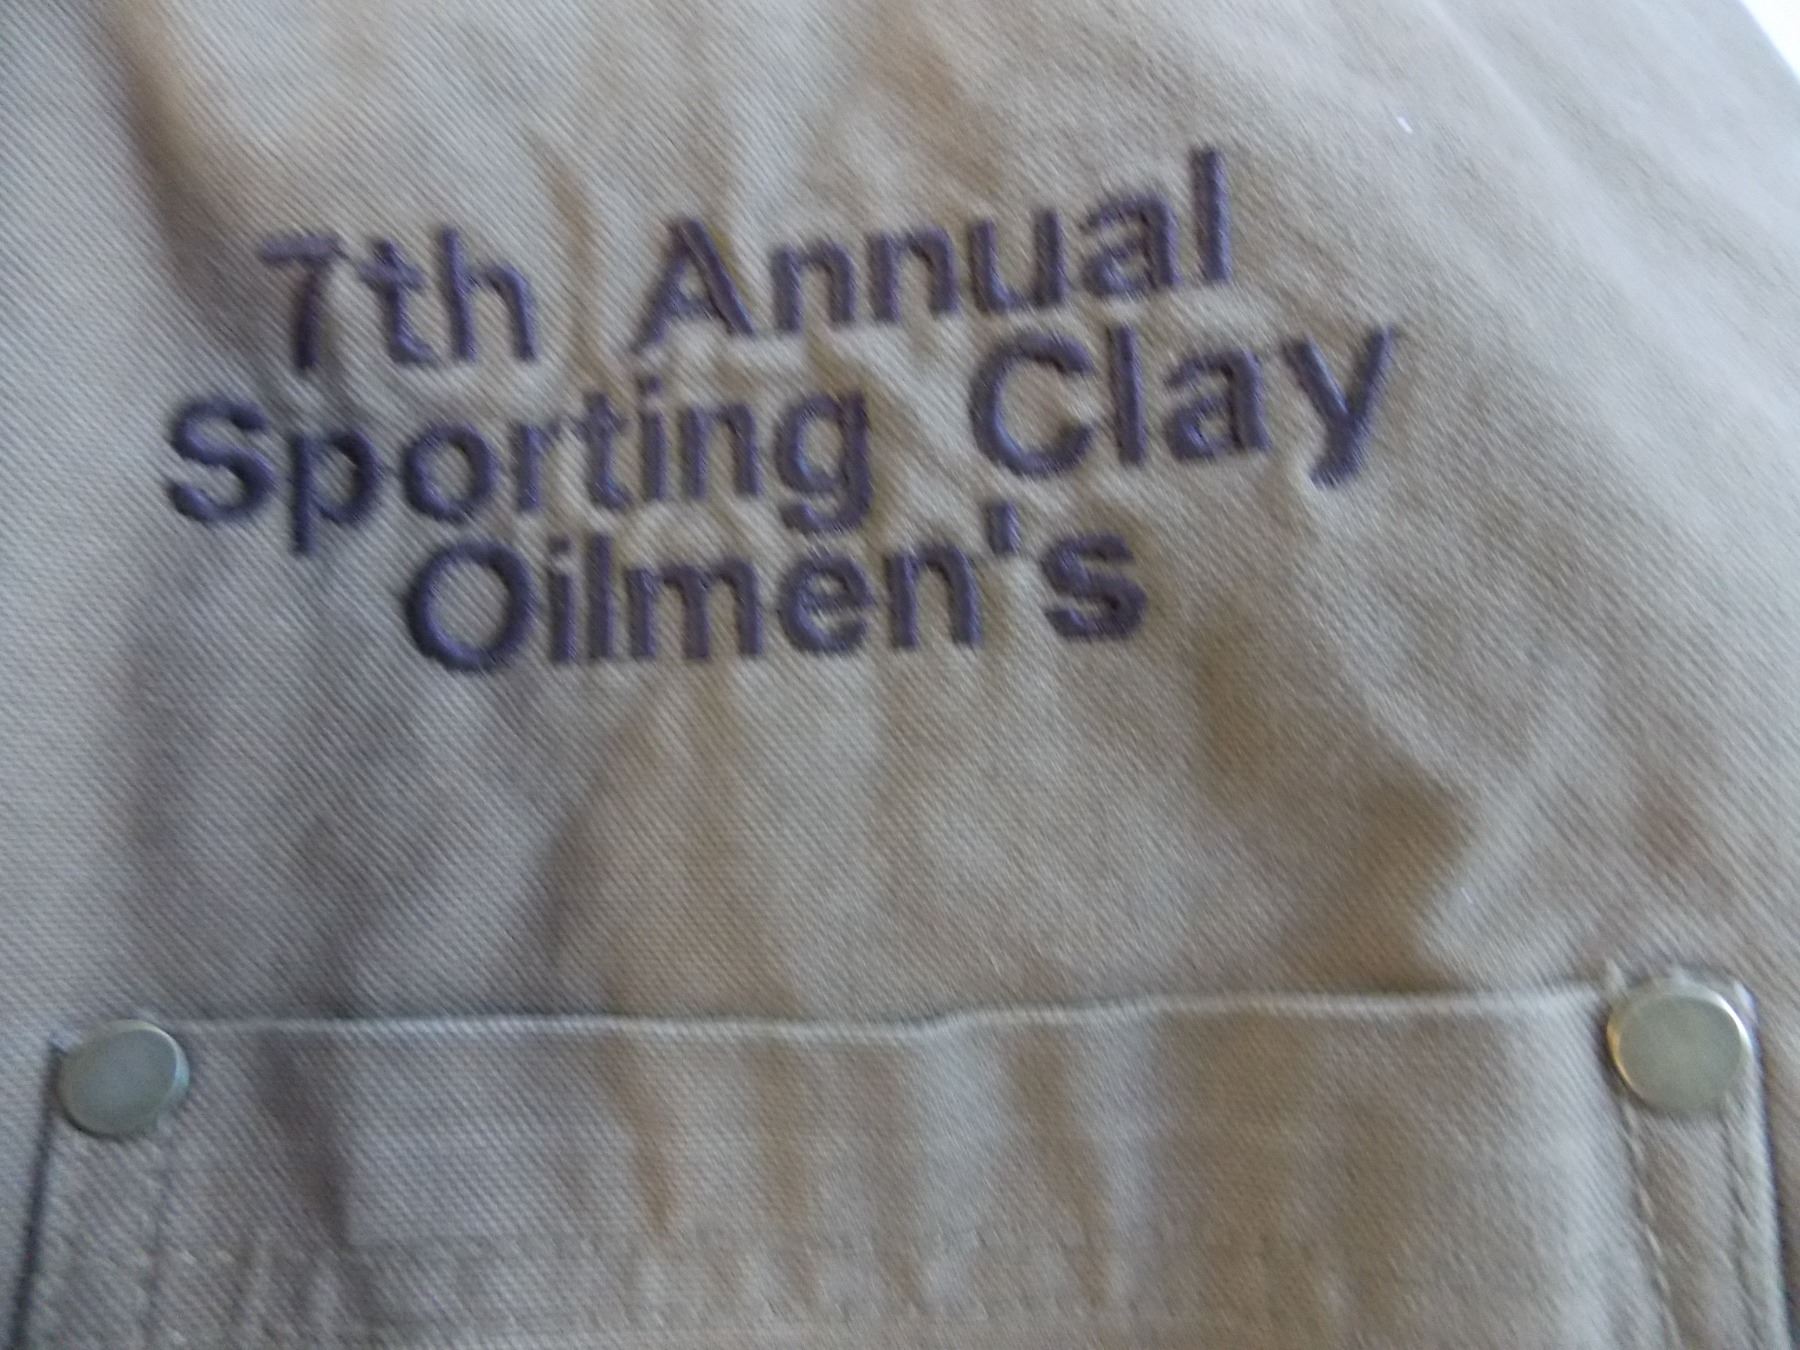 7th Annual
Sporting Clay
Oilmen's